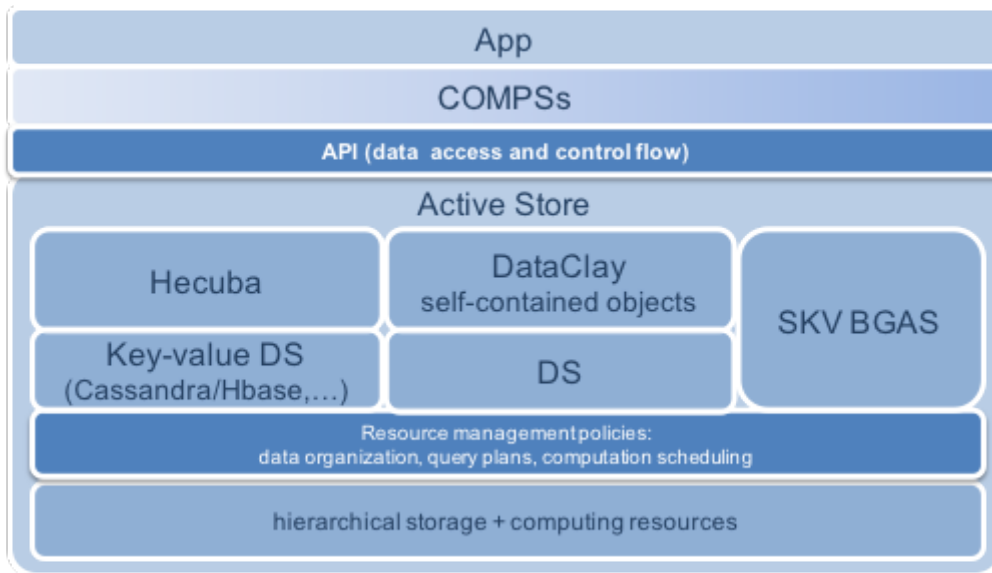 App
COMPSs
API (data access and control flow)
Active Store
Hecuba
DataClay
self-contained objects
SKV BGAS
Key-value DS
(Cassandra/Hbase,…)
DS
Resource management policies:
data organization, query plans, computation scheduling
hierarchical storage + computing resources